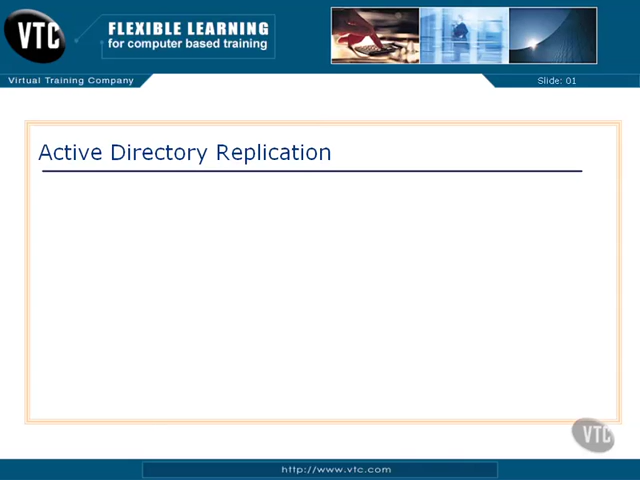 VTC
FLEXIBLE LEARNING
for computer based training
Virtual Training Company
Slide: 01
Active Directory Replication
VTC
http://www.vtc.com